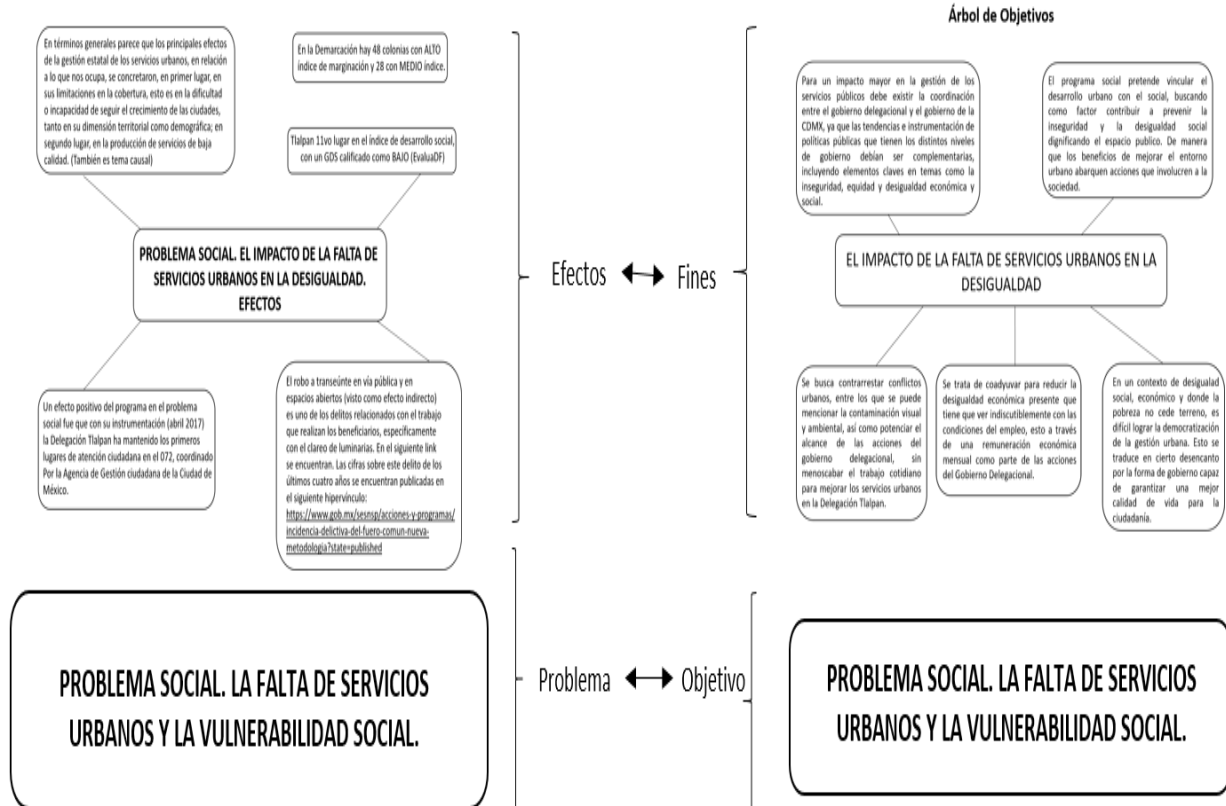 En términos generales parece que los principales efectos
de la gestión estatal de los servicios urbanos, en relación
a lo que nos ocupa, se concretaron, en primer lugar, en
sus limitaciones en la cobertura, esto es en la dificultad
o incapacidad de seguir el crecimiento de las ciudades,
tanto en su dimensión territorial como demográfica; en
segundo lugar, en la producción de servicios de baja
calidad. (También es tema causal)
En la Demarcación hay 48 colonias con ALTO
índice de marginación y 28 con MEDIO índice.
Tlalpan 11vo lugar en el índice de desarrollo social,
con un GDS calificado como BAJO (EvaluaDF)
PROBLEMA SOCIAL. EL IMPACTO DE LA FALTA DE
SERVICIOS URBANOS EN LA DESIGUALDAD.
EFECTOS
Un efecto positivo del programa en el problema
social fue que con su instrumentación (abril 2017)
la Delegación Tlalpan ha mantenido los primeros
lugares de atención ciudadana en el 072, coordinado
Por la Agencia de Gestión ciudadana de la Ciudad de
México.
El robo a transeúnte en vía pública y en
espacios abiertos (visto como efecto indirecto)
es uno de los delitos relacionados con el trabajo
que realizan los beneficiarios, específicamente
con el clareo de luminarias. En el siguiente link
se encuentran. Las cifras sobre este delito de los
últimos cuatro años se encuentran publicadas en
el siguiente hipervínculo:
https://www.gob.mx/sesnsp/acciones-y-programas/
incidencia-delictiva-del-fuero-comun-nueva-
metodologia?state=published
Efectos
Fines
Árbol de Objetivos
Para un impacto mayor en la gestión de los
servicios públicos debe existir la coordinación
entre el gobierno delegacional y el gobierno de la
CDMX, ya que las tendencias e instrumentación de
políticas públicas que tienen los distintos niveles
de gobierno debían ser complementarias,
incluyendo elementos claves en temas como la
inseguridad, equidad y desigualdad económica y
social.
El programa social pretende vincular el
desarrollo urbano con el social, buscando
como factor contribuir a prevenir la
inseguridad y la desigualdad social
dignificando el espacio publico. De manera
que los beneficios de mejorar el entorno
urbano abarquen acciones que involucren a la
sociedad.
EL IMPACTO DE LA FALTA DE SERVICIOS URBANOS EN LA
DESIGUALDAD
Se busca contrarrestar conflictos
urbanos, entre los que se puede
mencionar la contaminación visual
y ambiental, así como potenciar el
alcance de las acciones del
gobierno delegacional, sin
menoscabar el trabajo cotidiano
para mejorar los servicios urbanos
en la Delegación Tlalpan.
Se trata de coadyuvar para reducir la
desigualdad económica presente que
tiene que ver indiscutiblemente con las
condiciones del empleo, esto a través
de una remuneración económica
mensual como parte de las acciones
del Gobierno Delegacional.
En un contexto de desigualdad
social, económico y donde la
pobreza no cede terreno, es
difícil lograr la democratización
de la gestión urbana. Esto se
traduce en cierto desencanto
por la forma de gobierno capaz
de garantizar una mejor
calidad de vida para la
ciudadanía.
PROBLEMA SOCIAL. LA FALTA DE SERVICIOS
URBANOS Y LA VULNERABILIDAD SOCIAL.
Problema
Objetivo
PROBLEMA SOCIAL. LA FALTA DE SERVICIOS
URBANOS Y LA VULNERABILIDAD SOCIAL.